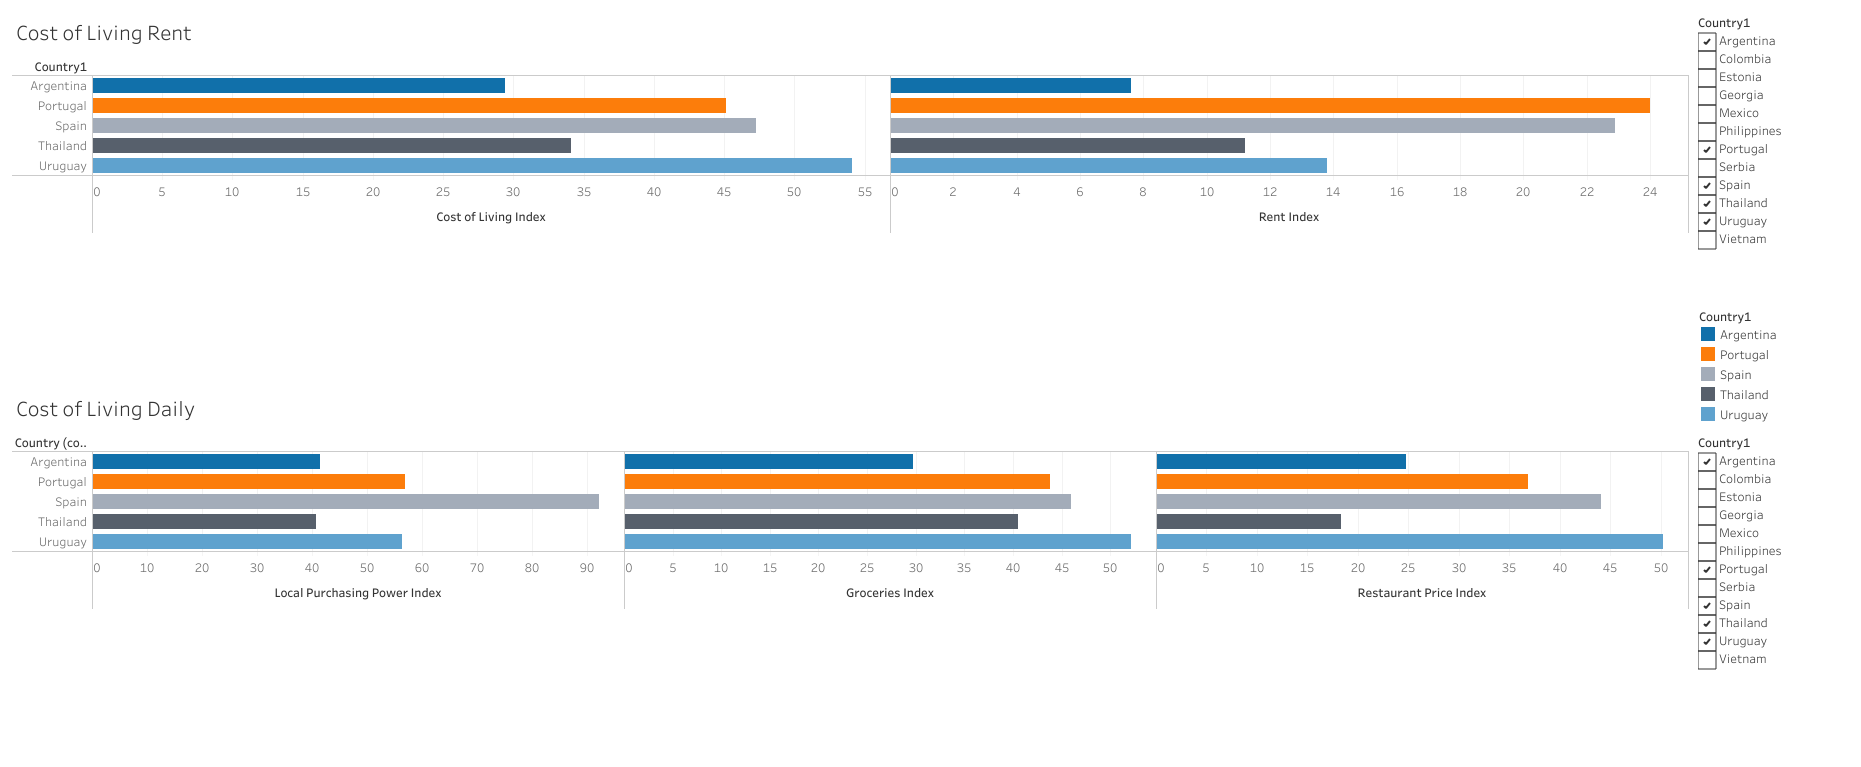 Cost of Living Rent
Country1
Argentina
Portugal
Spain
Thailand
Uruguay
0 5 10 15 20 25 30 35 40 45 50 55
Cost of Living Index
0 2 4 6 8 10 12 14 16 18 20 22 24
Rent Index
Country1
Argentina
Colombia
Estonia
Georgia
Mexico
Philippines
Portugal
Serbia
Spain
Thailand
Uruguay
Vietnam
Country1
Argentina
Portugal
Spain
Thailand
Uruguay
Cost of Living Daily
Country (co..
Argentina
Portugal
Spain
Thailand
Uruguay
0 10 20 30 40 50 60 70 80 90
Local Purchasing Power Index
0 5 10 15 20 25 30 35 40 45 50
Groceries Index
0 5 10 15 20 25 30 35 40 45 50
Restaurant Price Index
Country1
Argentina
Colombia
Estonia
Georgia
Mexico
Philippines
Portugal
Serbia
Spain
Thailand
Uruguay
Vietnam